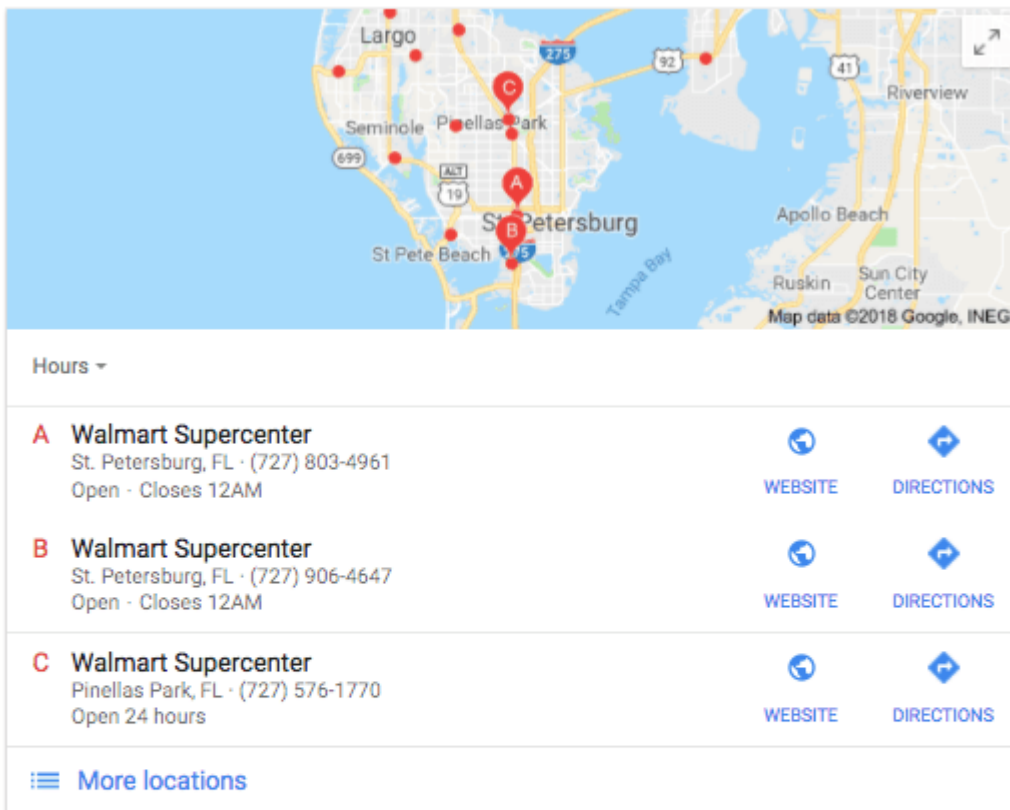 Largo
275
92
41
C
Riverview
Seminole
Pinellas Park
699
ALT
19
A
St. Petersburg
Apollo Beach
B
St Pete Beach
Tampa Bay
Ruskin
Sun City
Center
Map data ©2018 Google, INEG
Hours
A Walmart Supercenter
St. Petersburg, FL · (727) 803-4961
Open · Closes 12AM
WEBSITE DIRECTIONS
B Walmart Supercenter
St. Petersburg, FL · (727) 906-4647
Open · Closes 12AM
WEBSITE DIRECTIONS
C Walmart Supercenter
Pinellas Park, FL · (727) 576-1770
Open 24 hours
WEBSITE DIRECTIONS
More locations